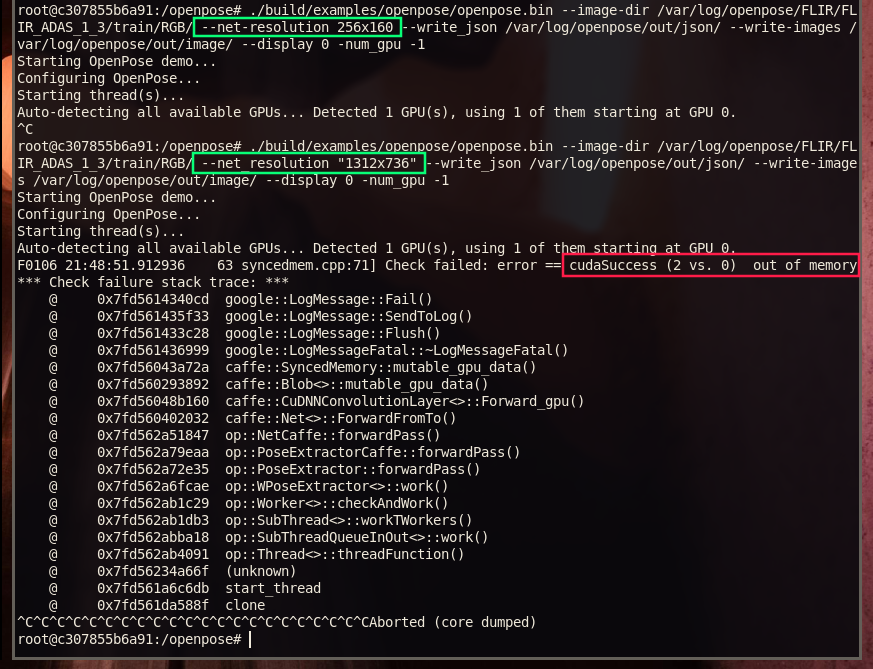 root@c307855b6a91:/openpose# ./build/examples/openpose/openpose.bin --image-dir /var/log/openpose/FLIR/FL
IR_ADAS_1_3/train/RGB/ --net-resolution 256x160 --write_json /var/log/openpose/out/json/ --write-images /
var/log/openpose/out/image/ --display 0 -num_gpu -1
Starting OpenPose demo...
Configuring OpenPose...
Starting thread(s)...
Auto-detecting all available GPUs... Detected 1 GPU(s), using 1 of them starting at GPU 0.
^C
root@c307855b6a91:/openpose# ./build/examples/openpose/openpose.bin --image-dir /var/log/openpose/FLIR/FL
IR_ADAS_1_3/train/RGB/ --net_resolution "1312x736" --write_json /var/log/openpose/out/json/ --write-image
s /var/log/openpose/out/image/ --display 0 -num_gpu -1
Starting OpenPose demo...
Configuring OpenPose...
Starting thread(s)...
Auto-detecting all available GPUs... Detected 1 GPU(s), using 1 of them starting at GPU 0.
F0106 21:48:51.912936    63 syncedmem.cpp:71] Check failed: error == cudaSuccess (2 vs. 0)  out of memory
*** Check failure stack trace: ***
    @     0x7fd5614340cd  google::LogMessage::Fail()
    @     0x7fd561435f33  google::LogMessage::SendToLog()
    @     0x7fd561433c28  google::LogMessage::Flush()
    @     0x7fd561436999  google::LogMessageFatal::~LogMessageFatal()
    @     0x7fd56043a72a  caffe::SyncedMemory::mutable_gpu_data()
    @     0x7fd560293892  caffe::Blob<>::mutable_gpu_data()
    @     0x7fd56048b160  caffe::CuDNNConvolutionLayer<>::Forward_gpu()
    @     0x7fd560402032  caffe::Net<>::ForwardFromTo()
    @     0x7fd562a51847  op::NetCaffe::forwardPass()
    @     0x7fd562a79eaa  op::PoseExtractorCaffe::forwardPass()
    @     0x7fd562a72e35  op::PoseExtractor::forwardPass()
    @     0x7fd562a6fcae  op::WPoseExtractor<>::work()
    @     0x7fd562ab1c29  op::Worker<>::checkAndWork()
    @     0x7fd562ab1db3  op::SubThread<>::workTWorkers()
    @     0x7fd562abba18  op::SubThreadQueueInOut<>::work()
    @     0x7fd562ab4091  op::Thread<>::threadFunction()
    @     0x7fd56234a66f  (unknown)
    @     0x7fd561a6c6db  start_thread
    @     0x7fd561da588f  clone
^C^C^C^C^C^C^C^C^C^C^C^C^C^C^C^C^C^C^C^C^C^CAborted (core dumped)
root@c307855b6a91:/openpose#